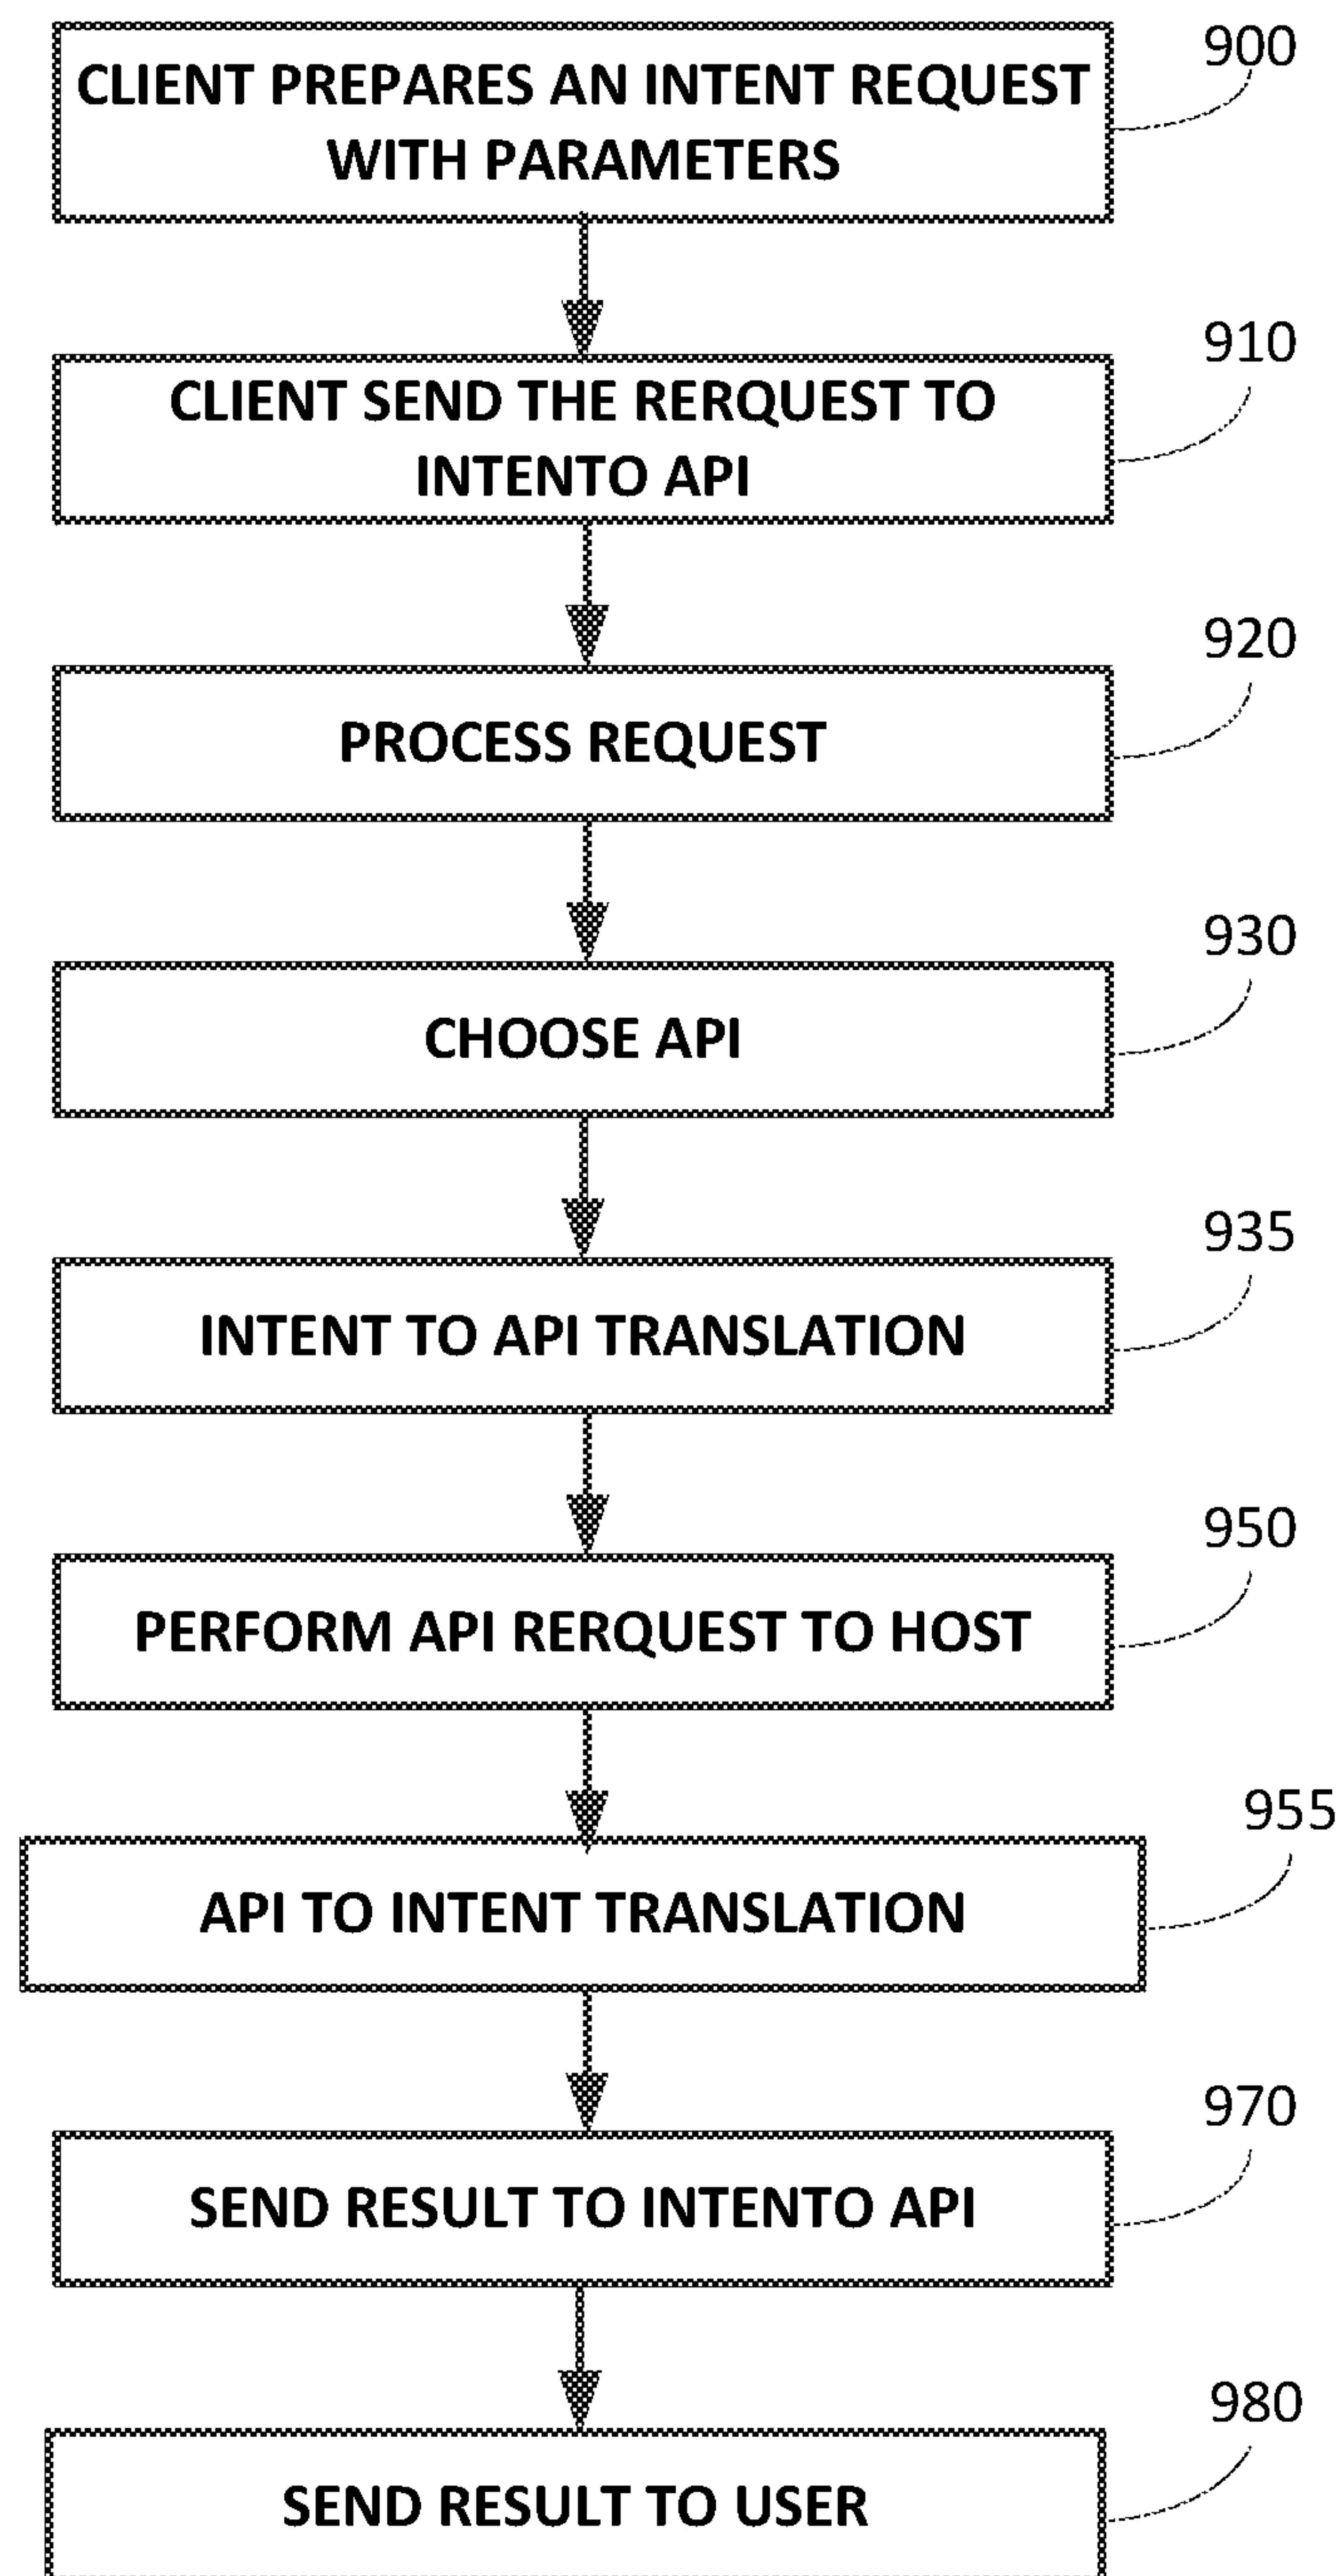 CLIENT PREPARES AN INTENT REQUEST
WITH PARAMETERS
900
CLIENT SEND THE RERQUEST TO
INTENTO API
910
PROCESS REQUEST
920
CHOOSE API
930
INTENT TO API TRANSLATION
935
PERFORM API RERQUEST TO HOST
950
API TO INTENT TRANSLATION
955
SEND RESULT TO INTENTO API
970
SEND RESULT TO USER
980